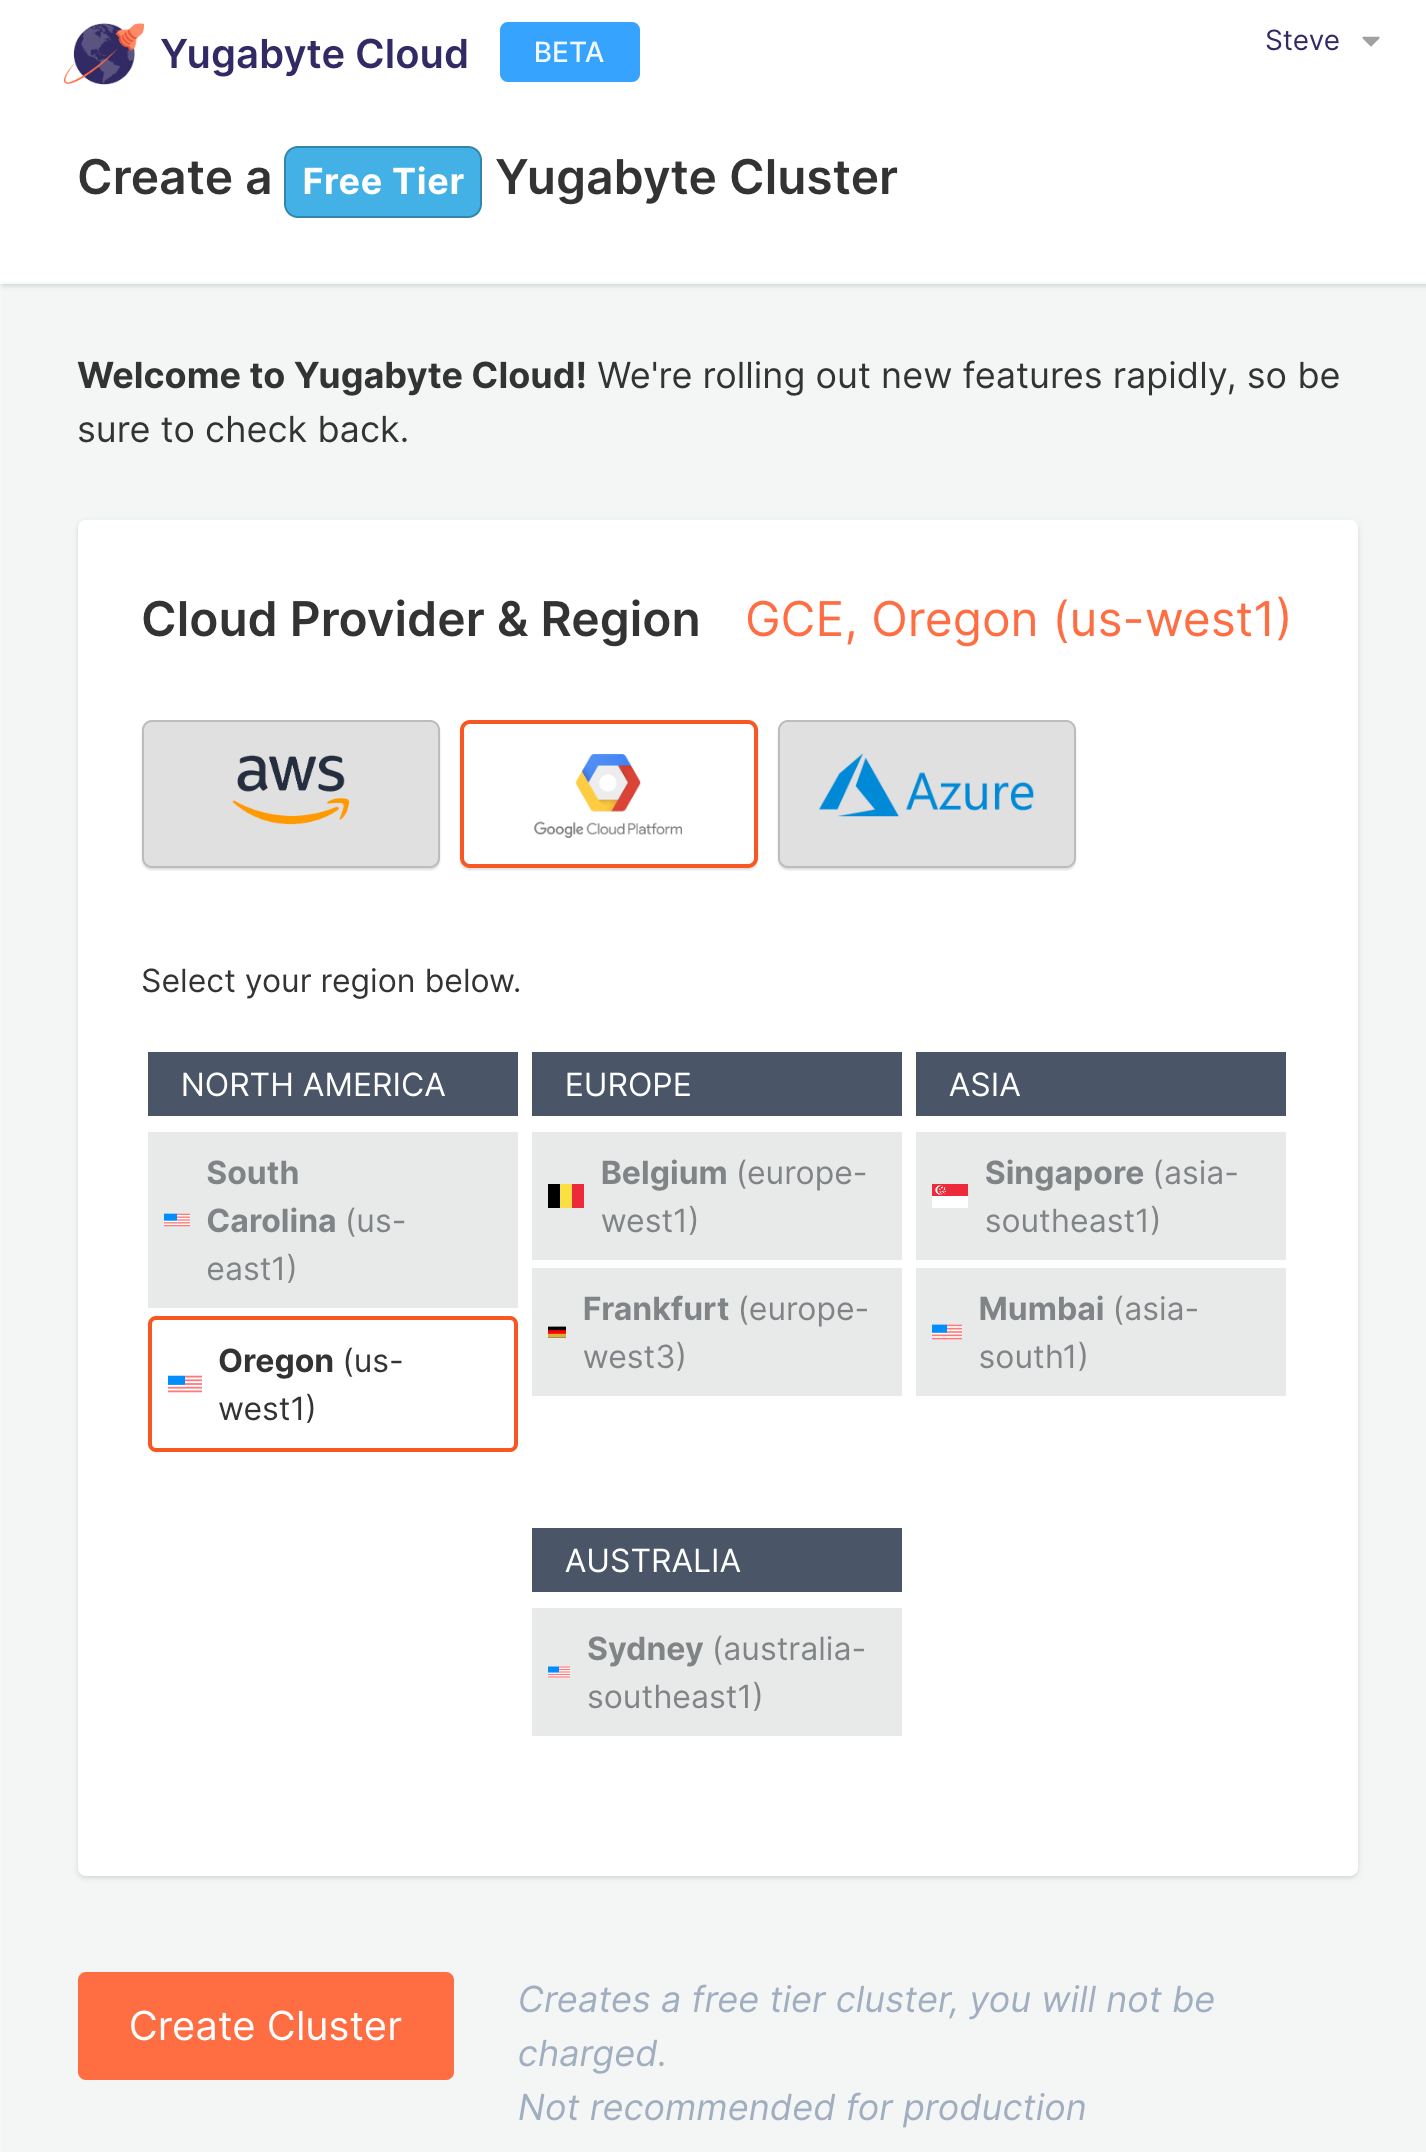 Yugabyte Cloud BETA Steve
Create a Free Tier Yugabyte Cluster
Welcome to Yugabyte Cloud! We're rolling out new features rapidly, so be
sure to check back.
Cloud Provider & Region GCE, Oregon (us-west1)
aws
Google Cloud Platform
Azure
Select your region below.
NORTH AMERICA
South
Carolina (us-
east1)
Oregon (us-
west1)
EUROPE
Belgium (europe-
west1)
Frankfurt (europe-
west3)
ASIA
Singapore (asia-
southeast1)
Mumbai (asia-
south1)
AUSTRALIA
Sydney (australia-
southeast1)
Create Cluster
Creates a free tier cluster, you will not be
charged.
Not recommended for production